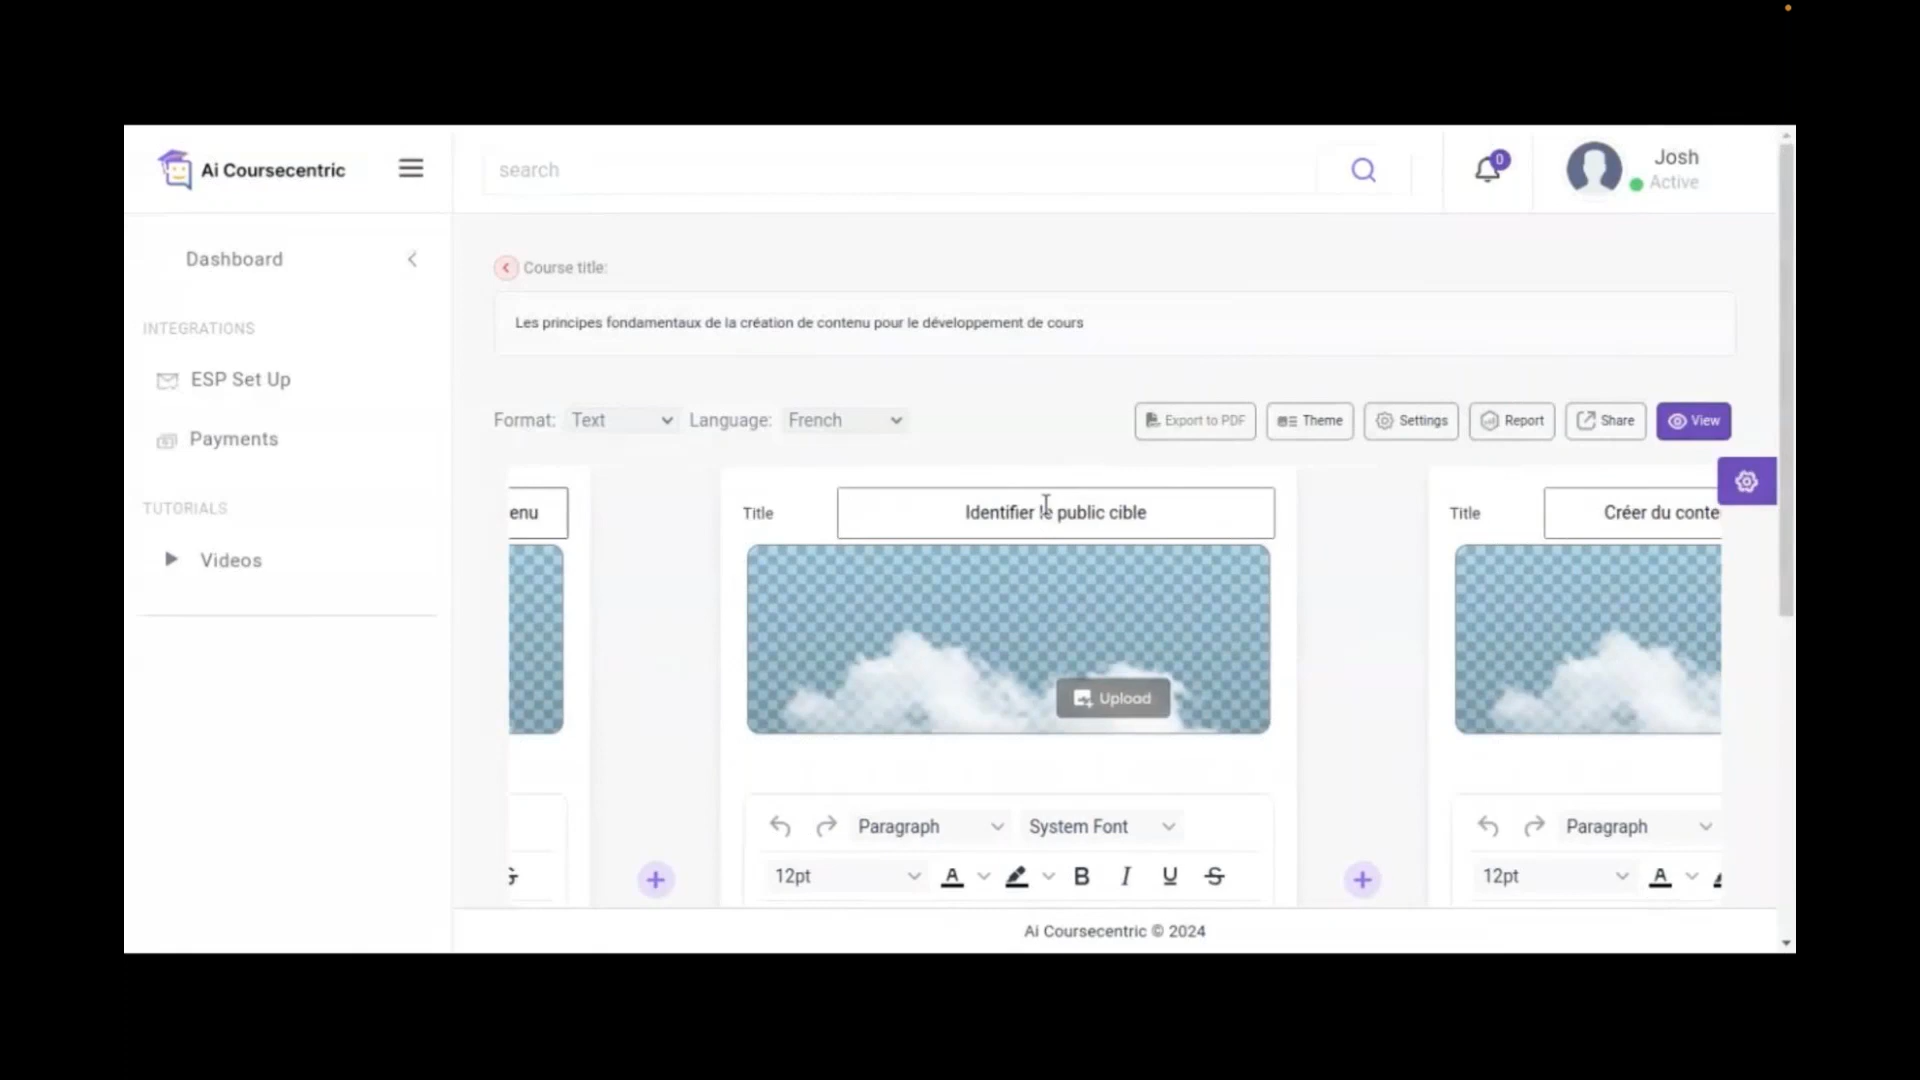 Ai Coursecentric
search
0
Josh
Active
Dashboard
INTEGRATIONS
ESP Set Up
Payments
TUTORIALS
Videos
Course title:
Les principes fondamentaux de la création de contenu pour le développement de cours
Format: Text Language: French
Export to PDF Theme Settings Report Share View
enu
Title Identifier le public cible
Title Créer du conte
Upload
Paragraph System Font
Paragraph
12pt A B I U S
12pt A
Ai Coursecentric © 2024